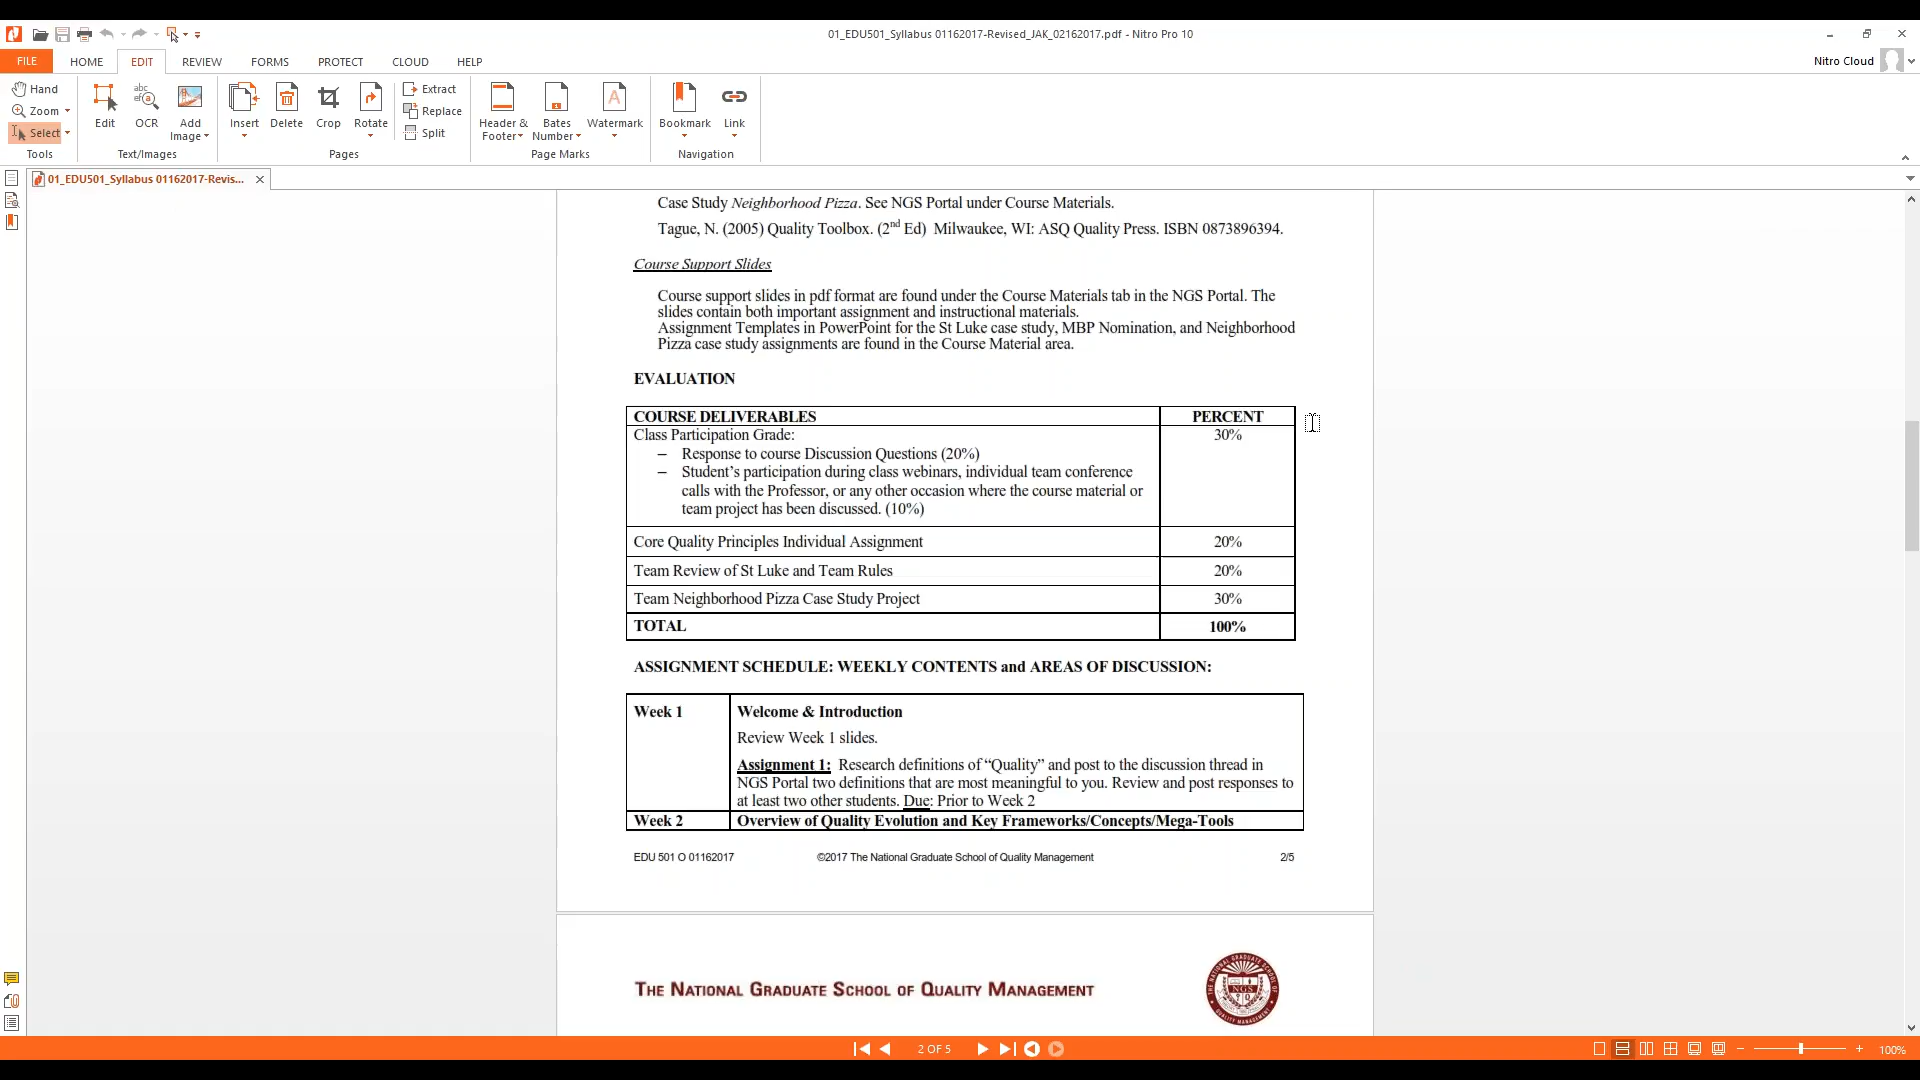 01_EDU501_Syllabus 01162017-Revised_JAK_02162017.pdf - Nitro Pro 10
FILE HOME EDIT REVIEW FORMS PROTECT CLOUD HELP Nitro Cloud
Hand
Zoom
Select
Tools
Edit OCR Add Image
Text/Images
Insert Delete Crop Rotate
Extract
Replace
Split
Pages
Header & Footer Bates Number Watermark
Page Marks
Bookmark Link
Navigation
01_EDU501_Syllabus 01162017-Revis...
Case Study Neighborhood Pizza. See NGS Portal under Course Materials.
Tague, N. (2005) Quality Toolbox. (2nd Ed) Milwaukee, WI: ASQ Quality Press. ISBN 0873896394.
Course Support Slides
Course support slides in pdf format are found under the Course Materials tab in the NGS Portal. The
slides contain both important assignment and instructional materials.
Assignment Templates in PowerPoint for the St Luke case study, MBP Nomination, and Neighborhood
Pizza case study assignments are found in the Course Material area.
EVALUATION
COURSE DELIVERABLES PERCENT
Class Participation Grade: 30%
– Response to course Discussion Questions (20%)
– Student’s participation during class webinars, individual team conference
calls with the Professor, or any other occasion where the course material or
team project has been discussed. (10%)
Core Quality Principles Individual Assignment 20%
Team Review of St Luke and Team Rules 20%
Team Neighborhood Pizza Case Study Project 30%
TOTAL 100%
ASSIGNMENT SCHEDULE: WEEKLY CONTENTS and AREAS OF DISCUSSION:
Week 1 Welcome & Introduction
Review Week 1 slides.
Assignment 1: Research definitions of “Quality” and post to the discussion thread in
NGS Portal two definitions that are most meaningful to you. Review and post responses to
at least two other students. Due: Prior to Week 2
Week 2 Overview of Quality Evolution and Key Frameworks/Concepts/Mega-Tools
EDU 501 O 01162017 ©2017 The National Graduate School of Quality Management 2/5
THE NATIONAL GRADUATE SCHOOL OF QUALITY MANAGEMENT
NGS
2 OF 5
100%